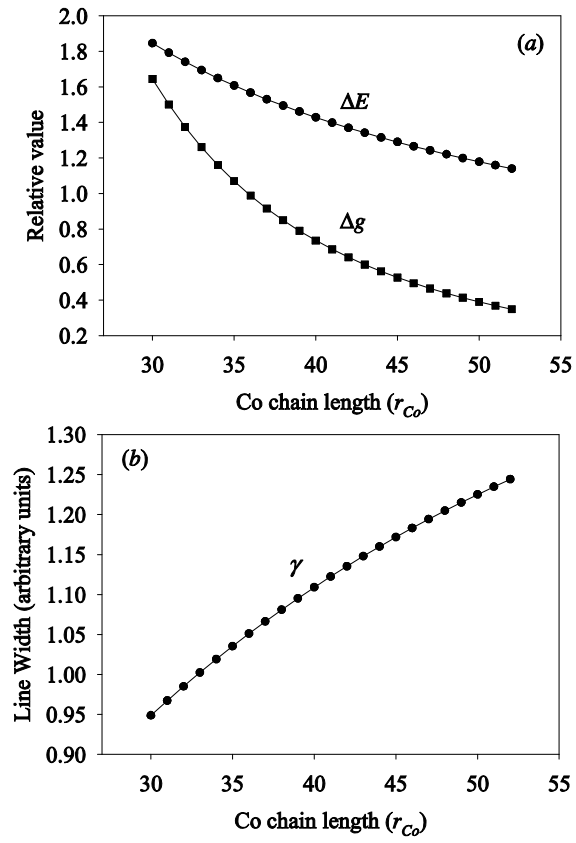 (a)
2.0
1.8
1.6
1.4
1.2
1.0
0.8
0.6
0.4
0.2
Relative value
ΔE
Δg
30 35 40 45 50 55
Co chain length (r_Co)
(b)
1.30
1.25
1.20
1.15
1.10
1.05
1.00
0.95
0.90
Line Width (arbitrary units)
γ
30 35 40 45 50 55
Co chain length (r_Co)